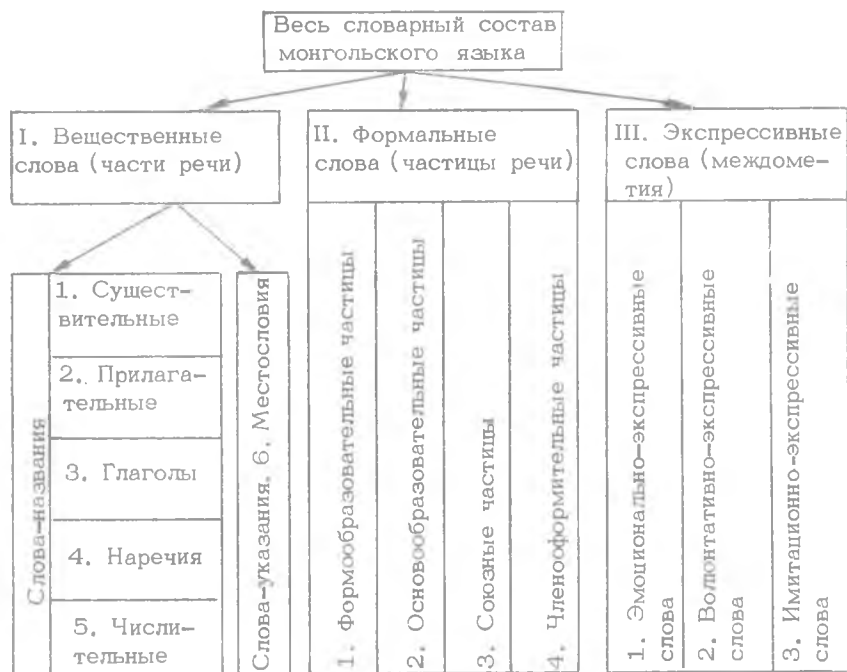 Весь словарный состав
монгольского языка
I. Вещественные
слова (части речи)
II. Формальные
слова (частицы речи)
III. Экспрессивные
слова (междоме-
тия)
Слова-названия
1. Сущест-
вительные
2. Прилага-
тельные
3. Глаголы
4. Наречия
5. Числи-
тельные
Слова-указания. 6. Местословия
1. Формообразовательные частицы
2. Основообразовательные частицы
3. Союзные частицы
4. Членооформительные частицы
1. Эмоционально-экспрессивные
слова
2. Волюнтативно-экспрессивные
слова
3. Имитационно-экспрессивные
слова